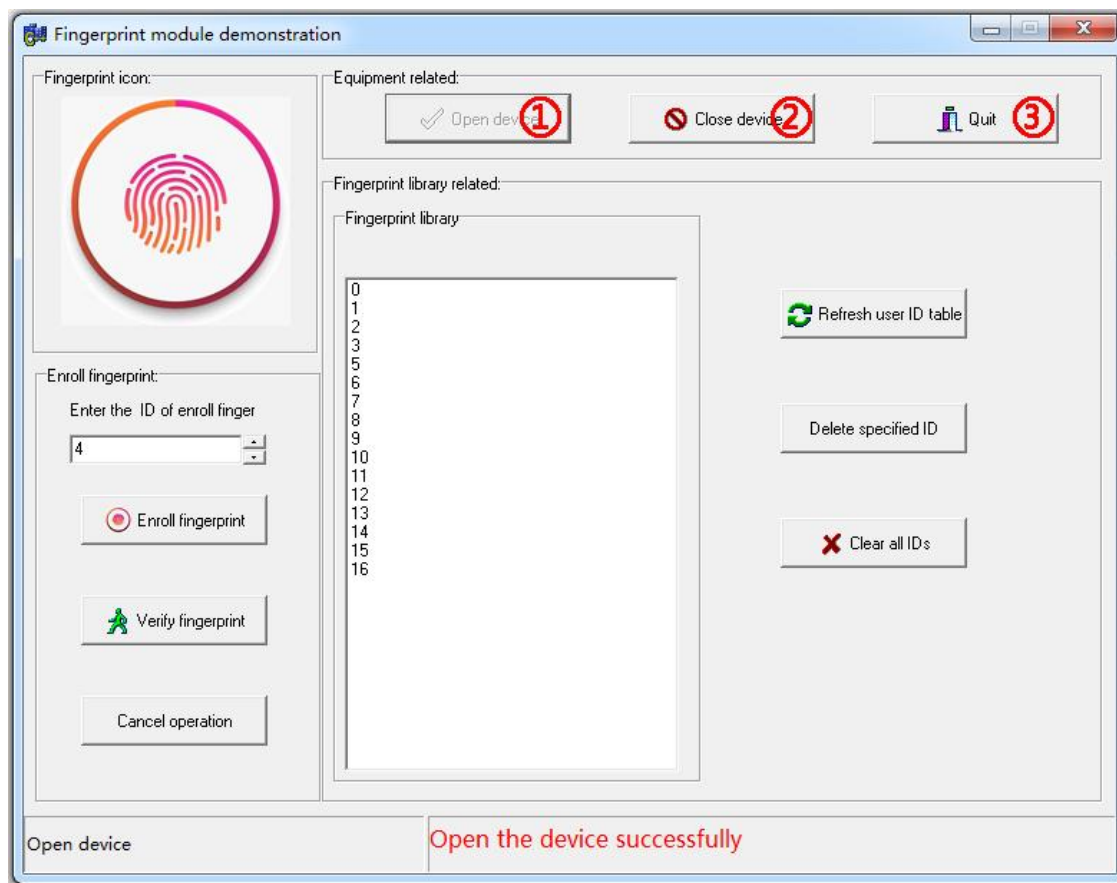 Fingerprint module demonstration
Fingerprint icon:
Equipment related:
Open device ①
Close device ②
Quit ③
Fingerprint library related:
Fingerprint library
0
1
2
3
5
6
7
8
9
10
11
12
13
14
15
16
Refresh user ID table
Delete specified ID
Clear all IDs
Enroll fingerprint:
Enter the ID of enroll finger
4
Enroll fingerprint
Verify fingerprint
Cancel operation
Open device
Open the device successfully